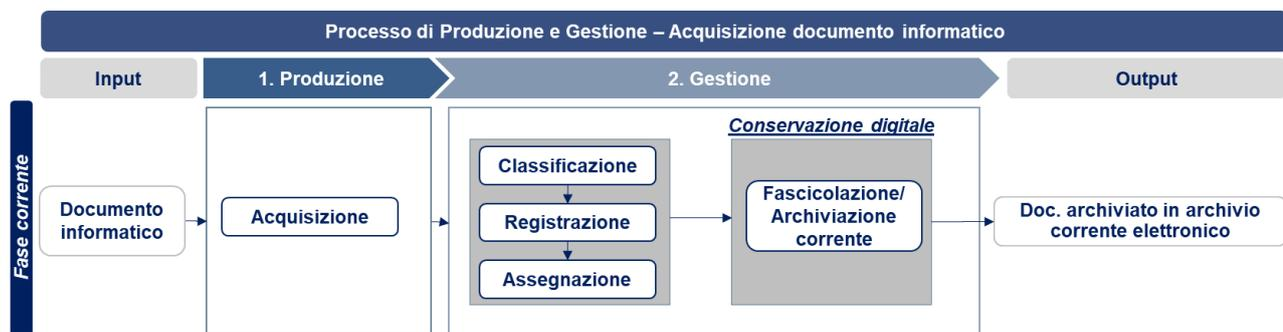 Processo di Produzione e Gestione – Acquisizione documento informatico
Input
1. Produzione
2. Gestione
Output
Fase corrente
Documento
informatico
Acquisizione
Classificazione
Registrazione
Assegnazione
Conservazione digitale
Fascicolazione/
Archiviazione
corrente
Doc. archiviato in archivio
corrente elettronico